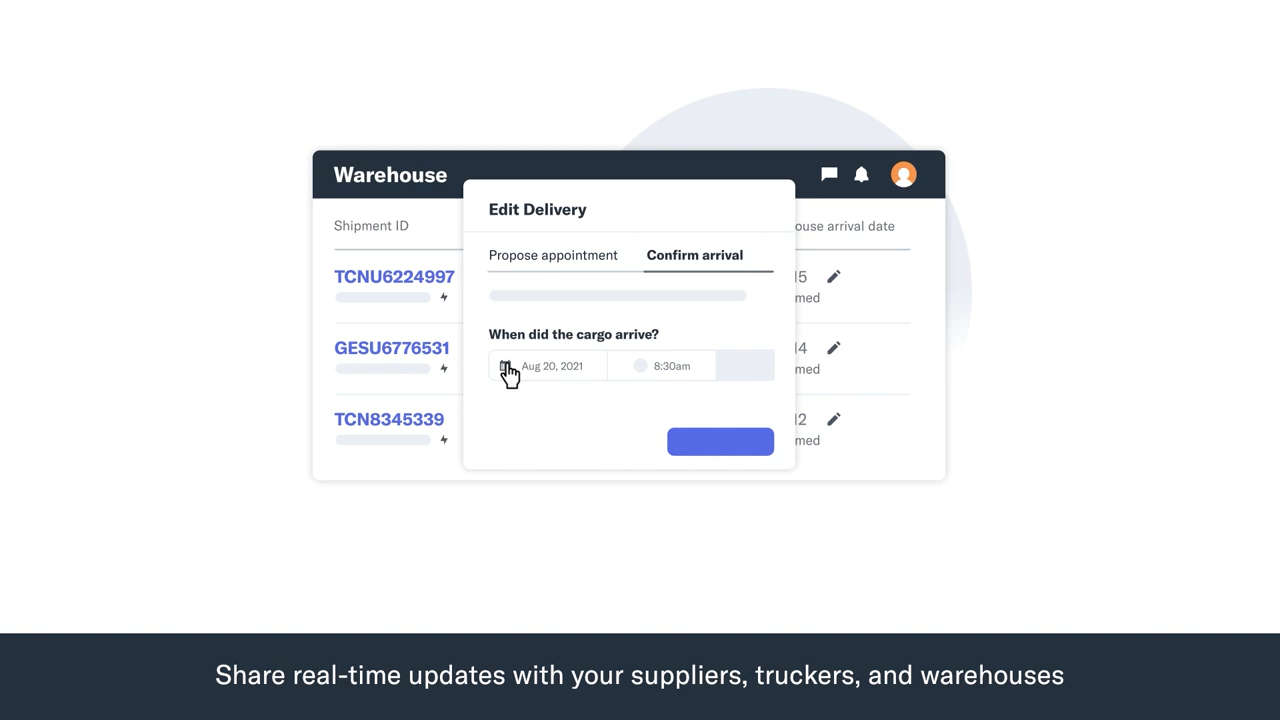 Warehouse
Edit Delivery
Shipment ID
ouse arrival date
Propose appointment
Confirm arrival
TCNU6224997
15
med
When did the cargo arrive?
GESU6776531
14
Aug 20, 2021
8:30am
med
TCN8345339
12
med
Share real-time updates with your suppliers, truckers, and warehouses